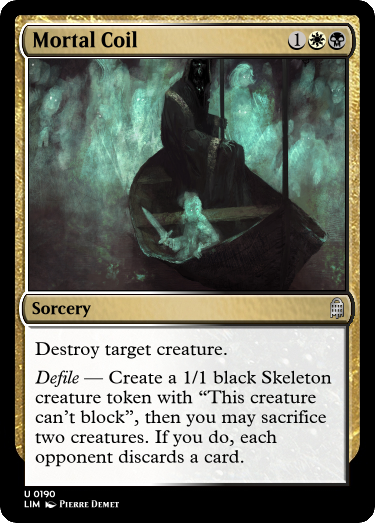 Mortal Coil 1
Sorcery
Destroy target creature.
Defile — Create a 1/1 black Skeleton
creature token with “This creature
can’t block”, then you may sacrifice
two creatures. If you do, each
opponent discards a card.
U 0190
LIM Pierre Demet